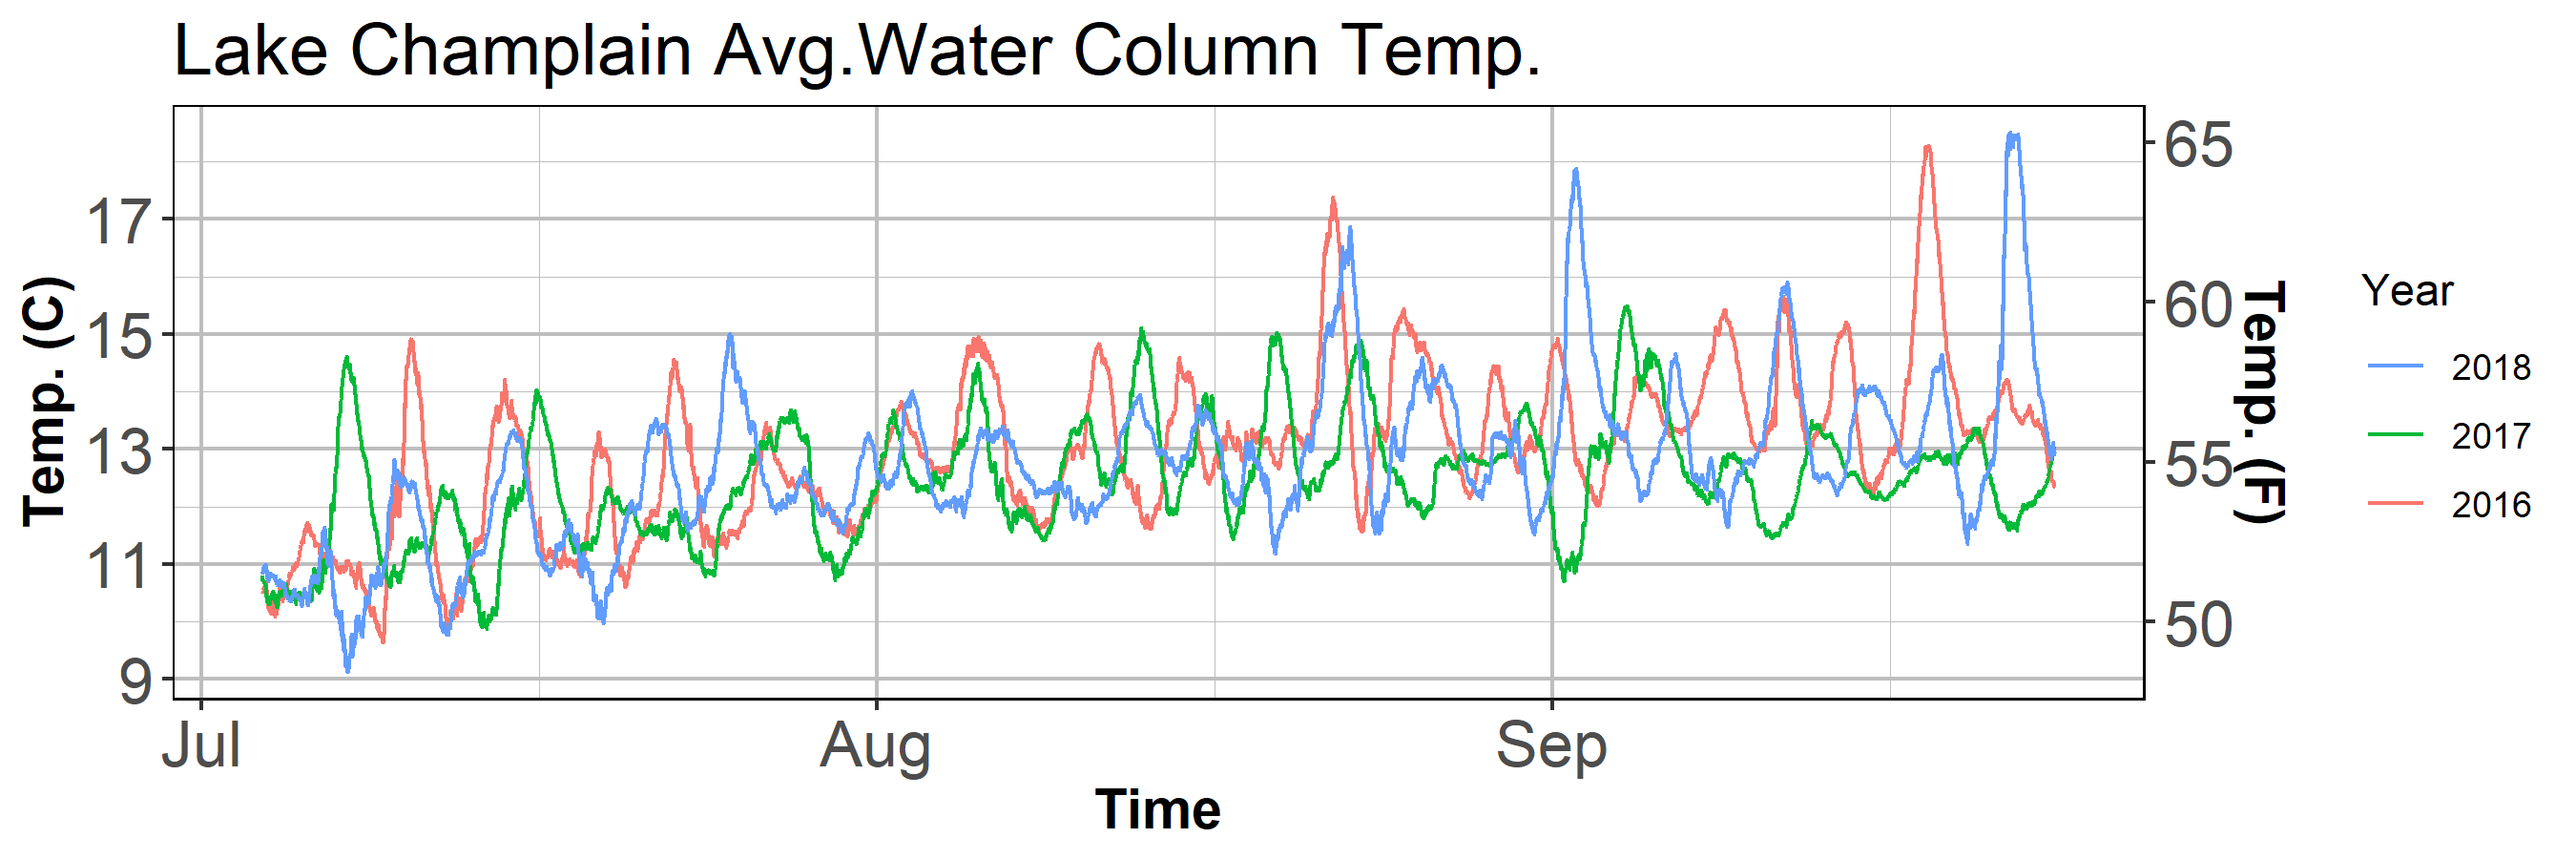 Lake Champlain Avg.Water Column Temp.
Temp. (C)
17
15
13
11
9
65
60
55
50
Temp. (F)
Jul
Aug
Sep
Time
Year
2018
2017
2016